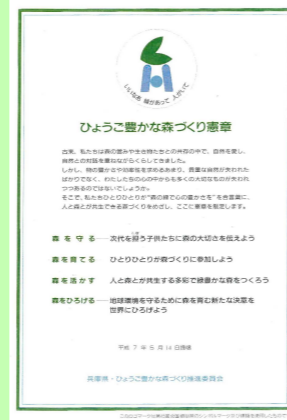 いいなあ 緑があって 人がいて
ひょうご豊かな森づくり憲章
古来、私たちは森の恵みや生き物たちとの共存の中で、自然を愛し、
自然との対話を重ねながらくらしてきました。
しかし、時の豊かさや効率性を求めるあまり、貴重な自然が失われた
ばかりでなく、わたしたちの心の中からも多くの大切なものが失われ
つつあるのではないでしょうか。
そこで、私たちひとりひとりが“森の緑で心の豊かさを”を合言葉に、
人と森とが共生できる森づくりをめざし、ここに憲章を制定します。
森を守る 次代を担う子供たちに森の大切さを伝えよう
森を育てる ひとりひとりが森づくりに参加しよう
森を活かす 人と森とが共生する多彩で緑豊かな森をつくろう
森をひろげる 地球環境を守るために森を育む新たな決意を
世界にひろげよう
平成 7 年 5 月 14 日
兵庫県・ひょうご豊かな森づくり推進委員会